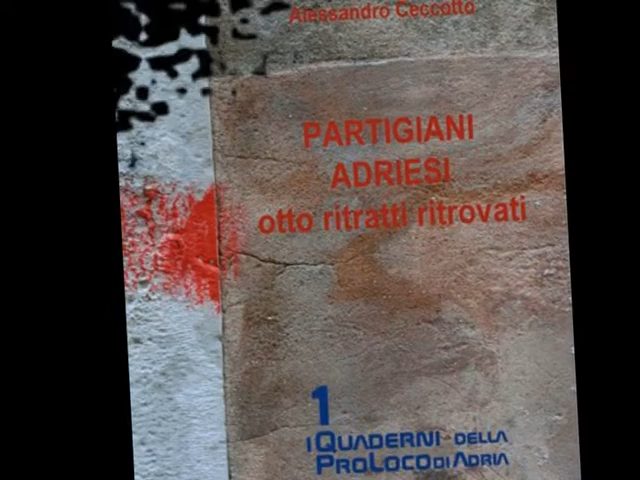 Alessandro Ceccotto
PARTIGIANI
ADRIESI
otto ritratti ritrovati
1
I QUADERNI DELLA
PROLOCO DI ADRIA